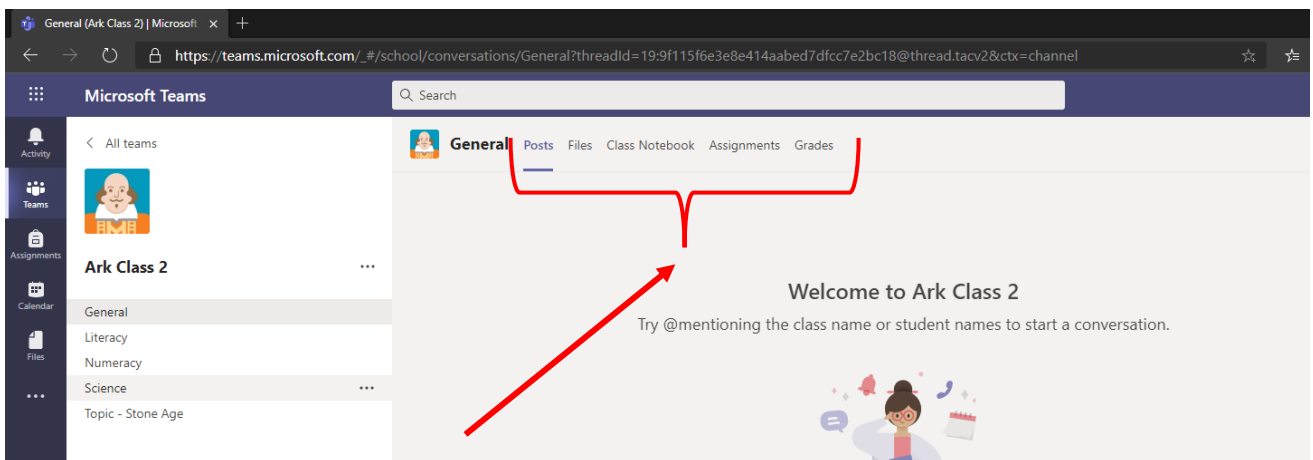 General (Ark Class 2) | Microsoft
https://teams.microsoft.com/_#/school/conversations/General?threadId=19:9f115f6e3e8e414aabed7dfcc7e2bc18@thread.tacv2&ctx=channel
Microsoft Teams
Search
Activity
Teams
Assignments
Calendar
Files
All teams
Ark Class 2
General
Literacy
Numeracy
Science
Topic - Stone Age
General Posts Files Class Notebook Assignments Grades
Welcome to Ark Class 2
Try @mentioning the class name or student names to start a conversation.